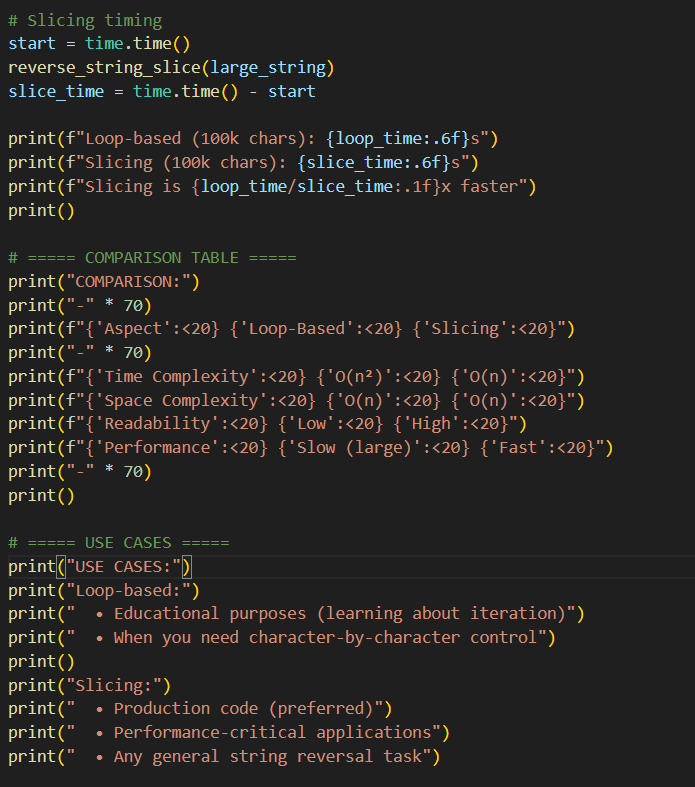 # Slicing timing
start = time.time()
reverse_string_slice(large_string)
slice_time = time.time() - start
print(f"Loop-based (100k chars): {loop_time:.6f}s")
print(f"Slicing (100k chars): {slice_time:.6f}s")
print(f"Slicing is {loop_time/slice_time:.1f}x faster")
print()
# ===== COMPARISON TABLE =====
print("COMPARISON:")
print("-" * 70)
print(f"{'Aspect':<20} {'Loop-Based':<20} {'Slicing':<20}")
print("-" * 70)
print(f"{'Time Complexity':<20} {'O(n²)':<20} {'O(n)':<20}")
print(f"{'Space Complexity':<20} {'O(n)':<20} {'O(n)':<20}")
print(f"{'Readability':<20} {'Low':<20} {'High':<20}")
print(f"{'Performance':<20} {'Slow (large)':<20} {'Fast':<20}")
print("-" * 70)
print()
# ===== USE CASES =====
print("USE CASES:")
print("Loop-based:")
print("  • Educational purposes (learning about iteration)")
print("  • When you need character-by-character control")
print()
print("Slicing:")
print("  • Production code (preferred)")
print("  • Performance-critical applications")
print("  • Any general string reversal task")